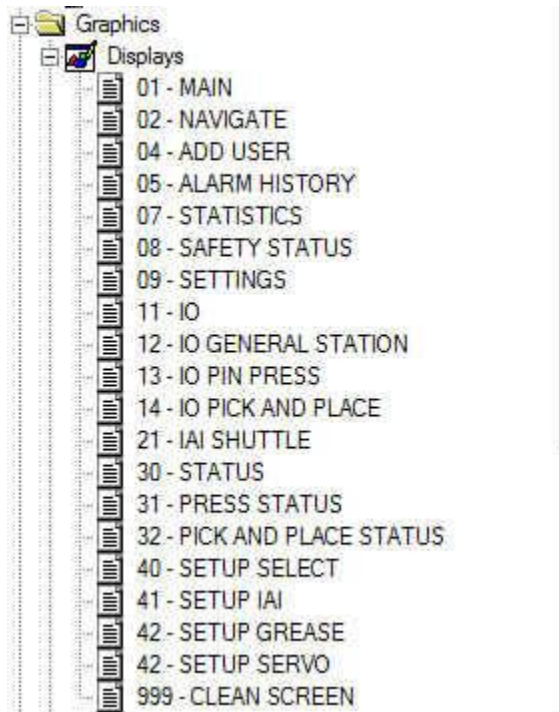 Graphics
Displays
01 - MAIN
02 - NAVIGATE
04 - ADD USER
05 - ALARM HISTORY
07 - STATISTICS
08 - SAFETY STATUS
09 - SETTINGS
11 - IO
12 - IO GENERAL STATION
13 - IO PIN PRESS
14 - IO PICK AND PLACE
21 - IAI SHUTTLE
30 - STATUS
31 - PRESS STATUS
32 - PICK AND PLACE STATUS
40 - SETUP SELECT
41 - SETUP IAI
42 - SETUP GREASE
42 - SETUP SERVO
999 - CLEAN SCREEN